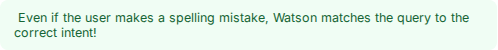 Even if the user makes a spelling mistake, Watson matches the query to the
correct intent!